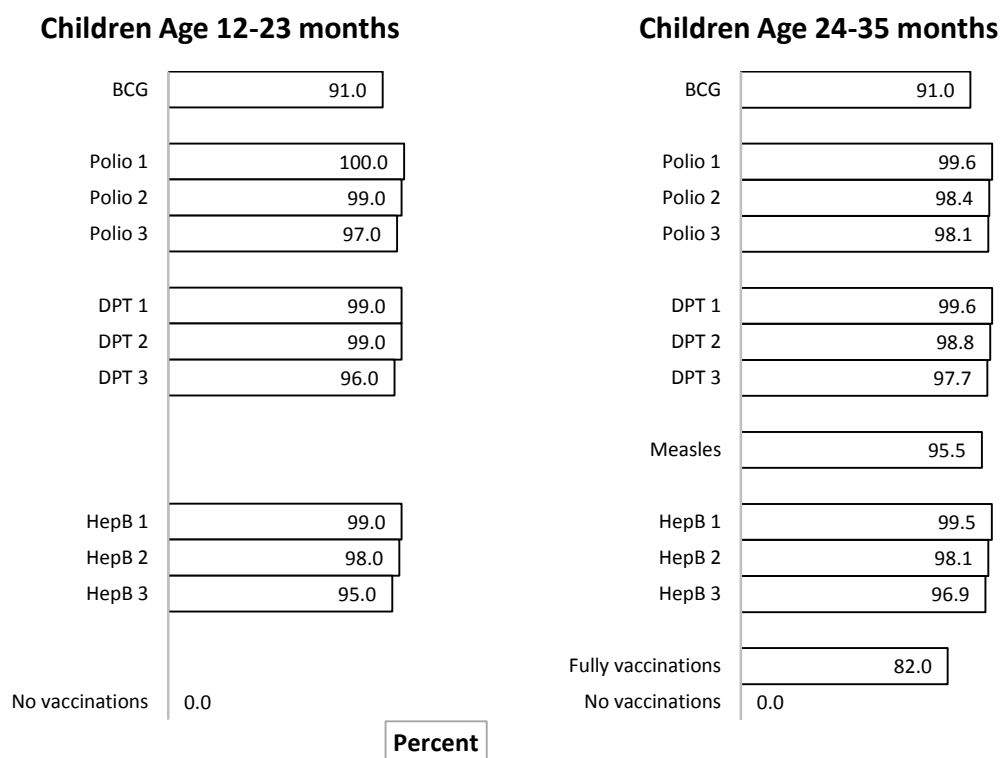 Children Age 12-23 months
BCG 91.0
Polio 1 100.0
Polio 2 99.0
Polio 3 97.0
DPT 1 99.0
DPT 2 99.0
DPT 3 96.0
HepB 1 99.0
HepB 2 98.0
HepB 3 95.0
No vaccinations 0.0
Children Age 24-35 months
BCG 91.0
Polio 1 99.6
Polio 2 98.4
Polio 3 98.1
DPT 1 99.6
DPT 2 98.8
DPT 3 97.7
Measles 95.5
HepB 1 99.5
HepB 2 98.1
HepB 3 96.9
Fully vaccinations 82.0
No vaccinations 0.0
Percent